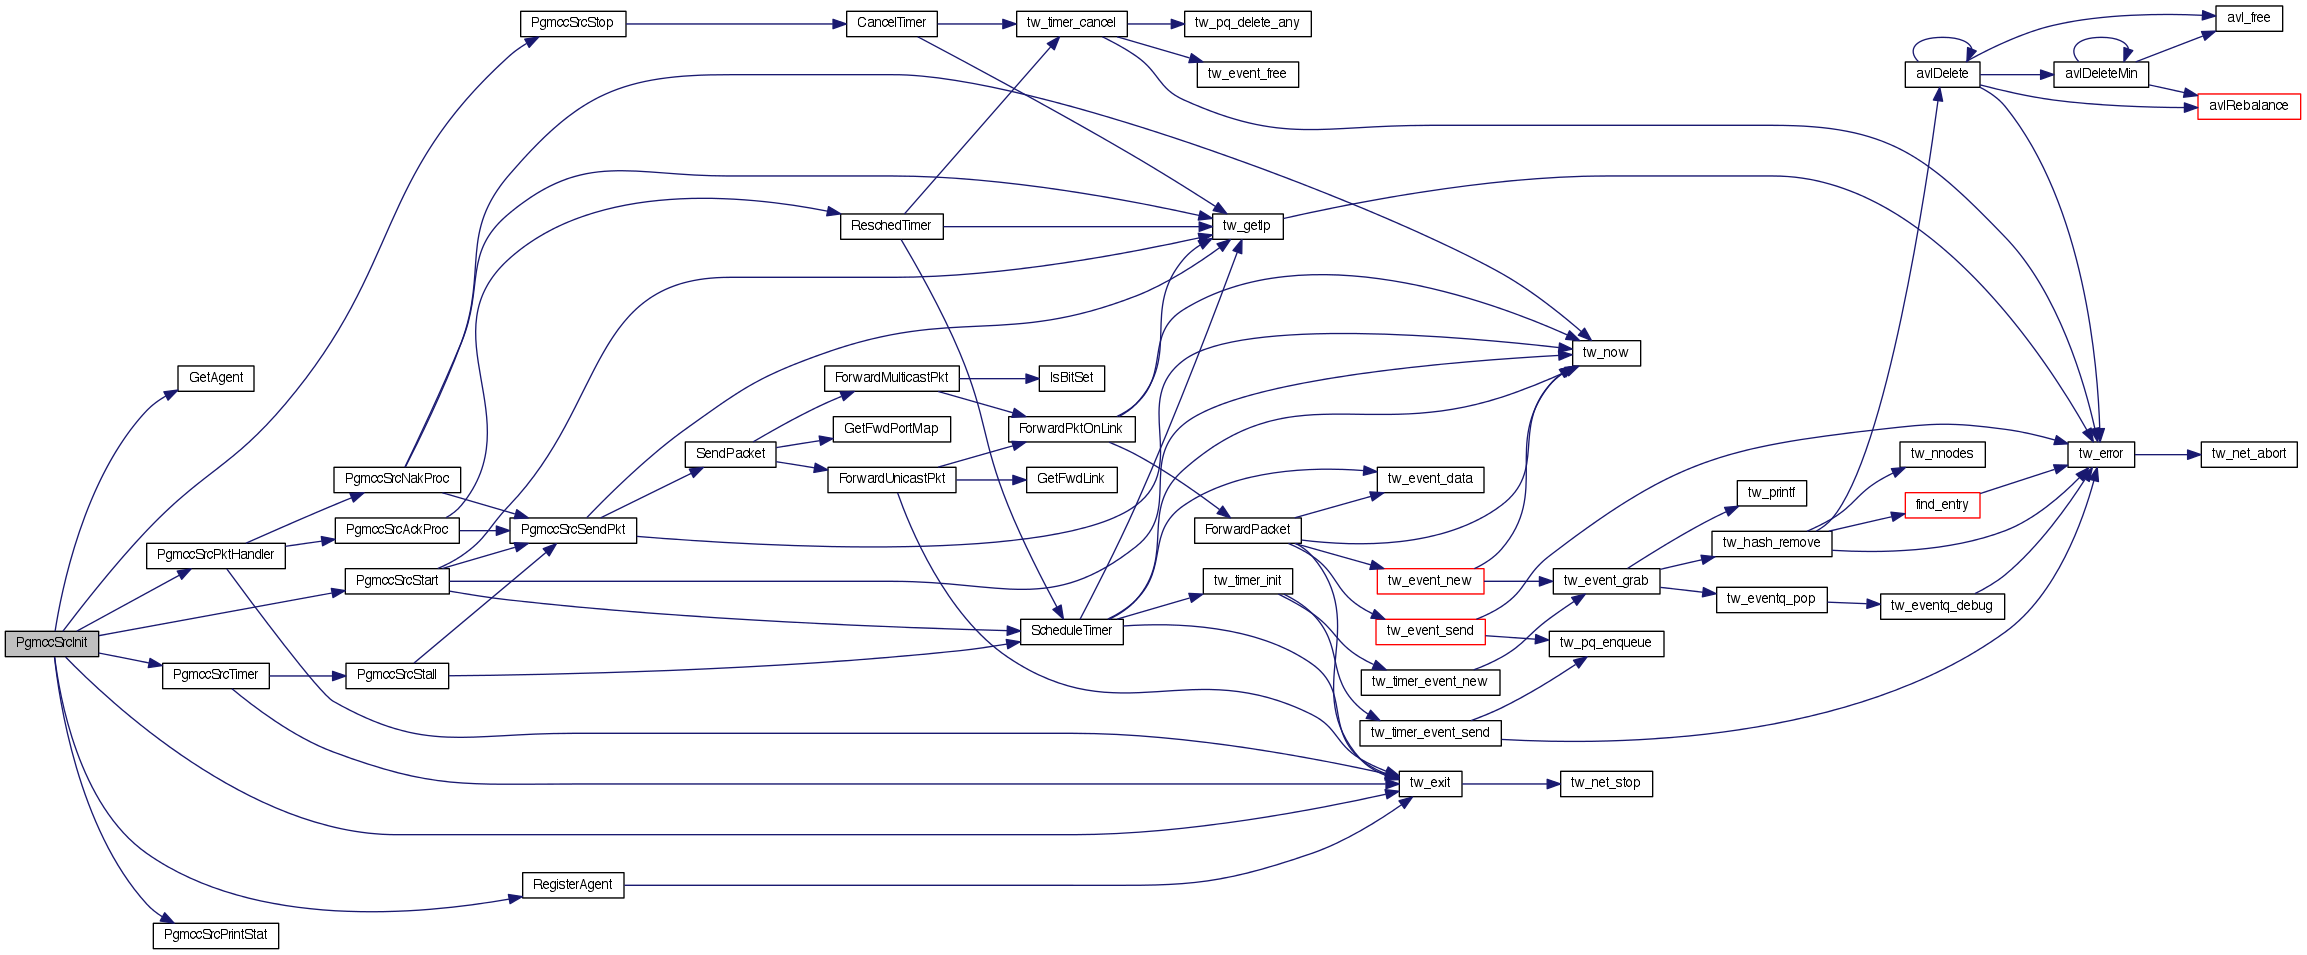 PgmccSrcInit
GetAgent
PgmccSrcPktHandler
PgmccSrcTimer
PgmccSrcPrintStat
PgmccSrcNakProc
PgmccSrcAckProc
PgmccSrcStart
PgmccSrcStall
PgmccSrcStop
PgmccSrcSendPkt
RegisterAgent
SendPacket
CancelTimer
ReschedTimer
ForwardMulticastPkt
GetFwdPortMap
ForwardUnicastPkt
tw_timer_cancel
IsBitSet
ForwardPktOnLink
GetFwdLink
ScheduleTimer
tw_pq_delete_any
tw_event_free
tw_getlp
ForwardPacket
tw_timer_init
tw_event_data
tw_event_new
tw_event_send
tw_timer_event_new
tw_timer_event_send
tw_exit
tw_now
tw_event_grab
tw_pq_enqueue
tw_net_stop
tw_printf
tw_hash_remove
tw_eventq_pop
avlDelete
tw_nnodes
find_entry
tw_eventq_debug
avlDeleteMin
tw_error
avl_free
avlRebalance
tw_net_abort